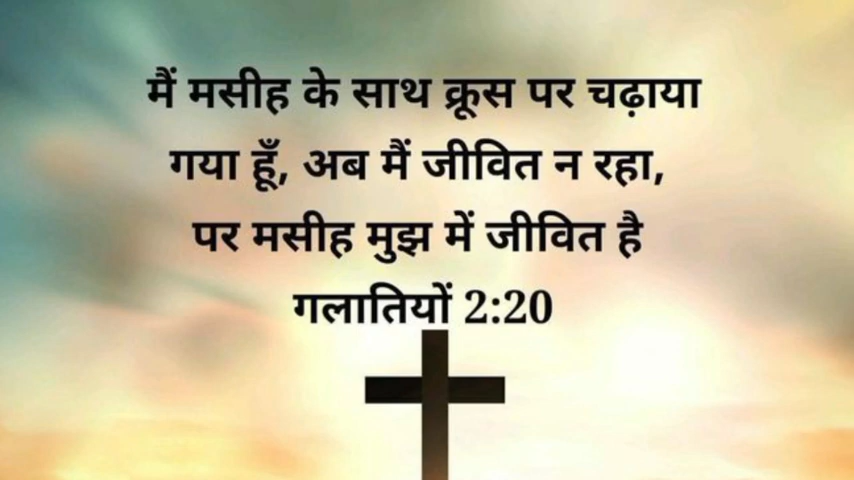 मैं मसीह के साथ क्रूस पर चढ़ाया
गया हूँ, अब मैं जीवित न रहा,
पर मसीह मुझ में जीवित है
गलातियों 2:20